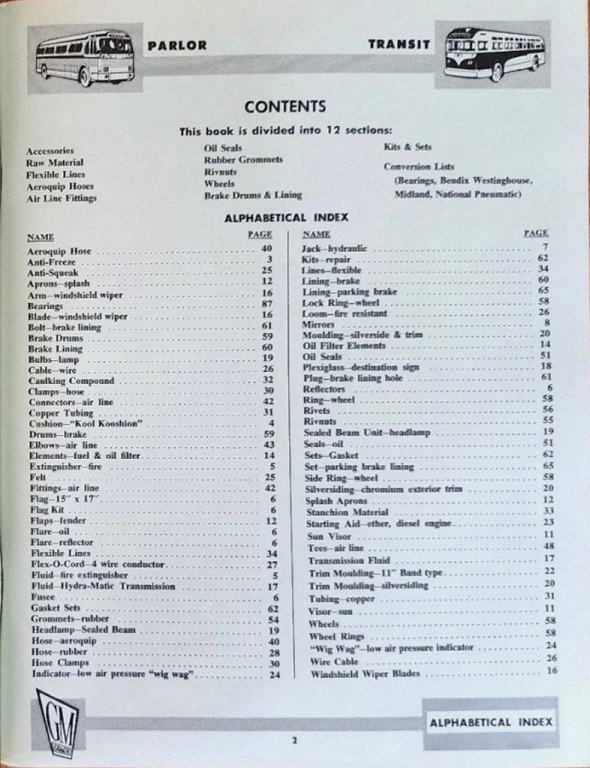 PARLOR
TRANSIT
CONTENTS
This book is divided into 12 sections:
Accessories
Raw Material
Flexible Lines
Aeroquip Hoses
Air Line Fittings
Oil Seals
Rubber Grommets
Rivnuts
Wheels
Brake Drums & Lining
Kits & Sets
Conversion Lists
(Bearings, Bendix Westinghouse,
Midland, National Pneumatic)
ALPHABETICAL INDEX
NAME PAGE
Aeroquip Hose 40
Anti-Freeze 3
Anti-Squeak 25
Aprons—splash 12
Arm—windshield wiper 16
Bearings 87
Blade—windshield wiper 16
Bolt—brake lining 61
Brake Drums 59
Brake Lining 60
Bulbs—lamp 19
Cable—wire 26
Caulking Compound 32
Clamps—hose 30
Connectors—air line 42
Copper Tubing 31
Cushion—"Kool Kooshion" 4
Drums—brake 59
Elbows—air line 43
Elements—fuel & oil filter 14
Extinguisher—fire 5
Felt 25
Fittings—air line 42
Flag—15" x 17" 6
Flag Kit 6
Flaps—fender 12
Flare—oil 6
Flare—reflector 6
Flexible Lines 34
Flex-O-Cord—4 wire conductor 27
Fluid—fire extinguisher 5
Fluid—Hydra-Matic Transmission 17
Fusee 6
Gasket Sets 62
Grommets—rubber 54
Headlamp—Sealed Beam 19
Hose—aeroquip 40
Hose—rubber 28
Hose Clamps 30
Indicator—low air pressure "wig wag" 24
NAME PAGE
Jack—hydraulic 7
Kits—repair 62
Lines—flexible 34
Lining—brake 60
Lining—parking brake 65
Lock Ring—wheel 58
Loom—fire resistant 26
Mirrors 8
Moulding—silverside & trim 20
Oil Filter Elements 14
Oil Seals 51
Plexiglass—destination sign 18
Plug—brake lining hole 61
Reflectors 6
Ring—wheel 58
Rivets 56
Rivnuts 55
Sealed Beam Unit—headlamp 19
Seals—oil 51
Sets—Gasket 62
Set—parking brake lining 65
Side Ring—wheel 58
Silversiding—chromium exterior trim 20
Splash Aprons 12
Stanchion Material 33
Starting Aid—ether, diesel engine 23
Sun Visor 11
Tees—air line 48
Transmission Fluid 17
Trim Moulding—11" Band type 22
Trim Moulding—silversiding 20
Tubing—copper 31
Visor—sun 11
Wheels 58
Wheel Rings 58
"Wig Wag"—low air pressure indicator 24
Wire Cable 26
Windshield Wiper Blades 16
GM
COACH
2
ALPHABETICAL INDEX